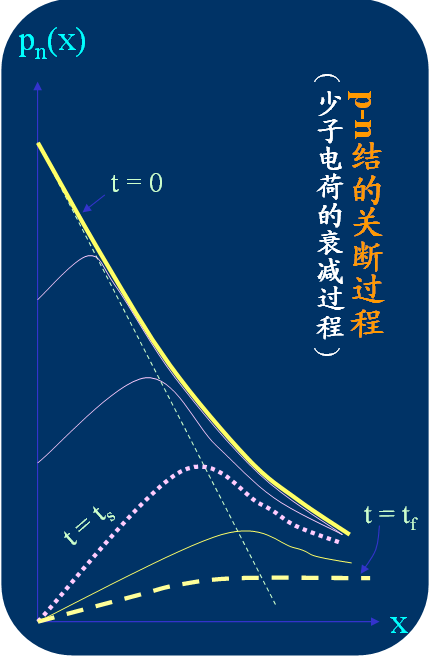 pn(x)
p-n结的关断过程
（少子电荷的衰减过程）
t = 0
t = ts
t = tf
x